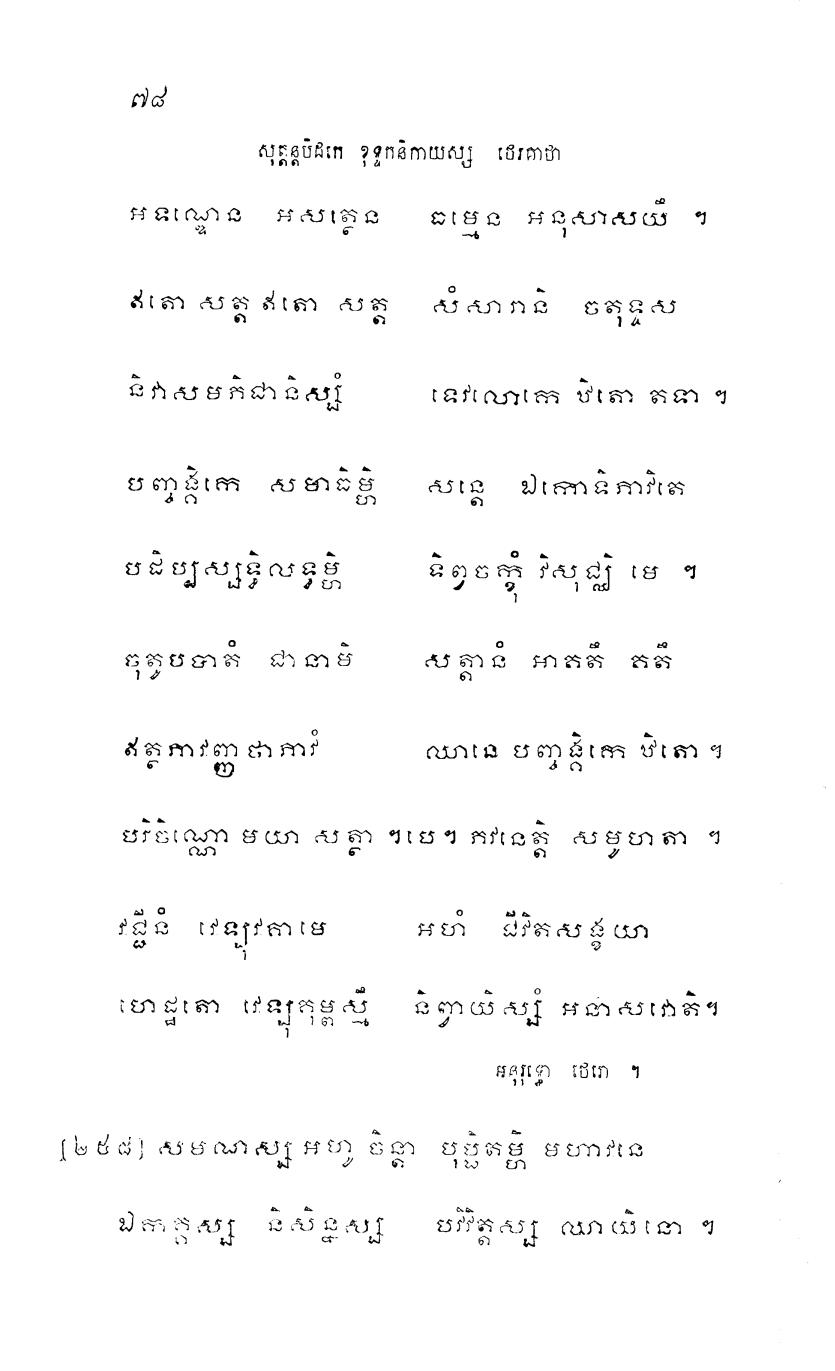 ៧៨
សុត្តន្តបិដកេ ខុទ្ទកនិកាយស្ស ថេរគាថា
អទណ្ឌេន អសត្ថេន ធម្មេន អនុសាសយឹ ។
ឥតោ សត្ត ឥតោ សត្ត សំសារានិ ចតុទ្ទស
និវាសមភិជានិស្សំ ទេវលោកេ ឋិតោ តទា ។
បញ្ចង្គិកេ សមាធិម្ហិ សន្តេ ឯកោទិភាវិតេ
បដិប្បស្សទ្ធិលទ្ធម្ហិ ទិព្វចក្ខុំ វិសុជ្ឈិ មេ ។
ចុតូបបាតំ ជានាមិ សត្តានំ អាគតឹ គតឹ
ឥត្ថភាវញ្ញថាភាវំ ឈានេ បញ្ចង្គិកេ ឋិតោ ។
បរិចិណ្ណោ មយា សត្ថា ។បេ។ ភវនេត្តិ សមូហតា ។
វជ្ជីនំ វេឡុវគាមេ អហំ ជីវិតសង្ខយា
ហេដ្ឋតោ វេឡុគុម្ពស្មឹ និព្វាយិស្សំ អនាសវោតិ។
អនុរុទ្ធោ ថេរោ ។
[២៥៨] សមណស្ស អហូ ចិន្តា បុប្ផិតម្ហិ មហាវនេ
ឯកគ្គស្ស និសិន្នស្ស បវិវិត្តស្ស ឈាយិនោ ។